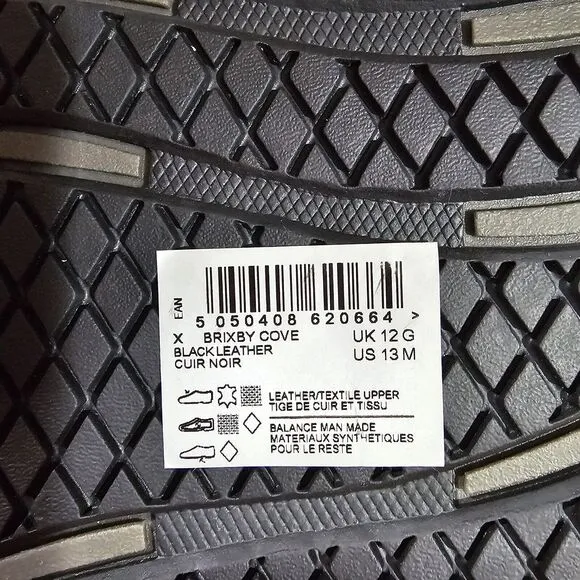 EAN
5 050408 620664 >
X BRIXBY COVE UK 12 G
BLACK LEATHER US 13 M
CUIR NOIR
LEATHER/TEXTILE UPPER
TIGE DE CUIR ET TISSU
BALANCE MAN MADE
MATERIAUX SYNTHETIQUES
POUR LE RESTE